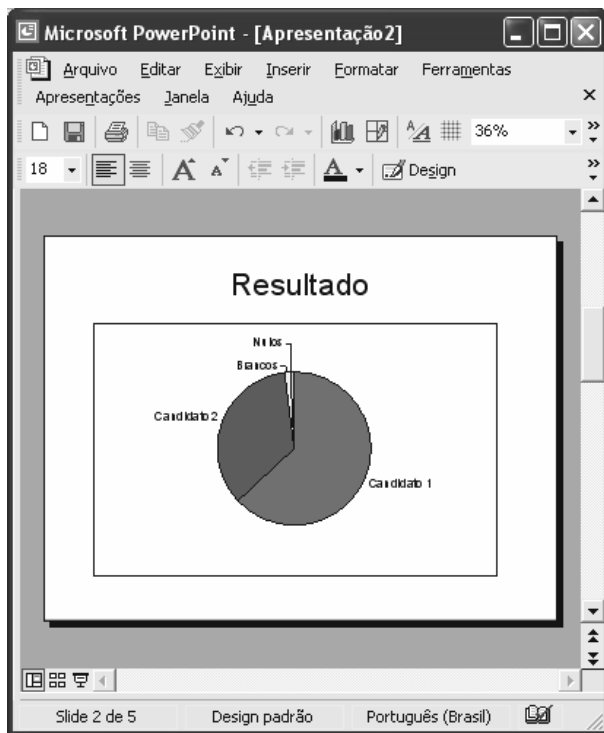 Microsoft PowerPoint - [Apresentação2]
Arquivo Editar Exibir Inserir Formatar Ferramentas
Apresentações Janela Ajuda
36%
18 A A A Design
Resultado
Nulos
Brancos
Candidato 2
Candidato 1
Slide 2 de 5 Design padrão Português (Brasil)